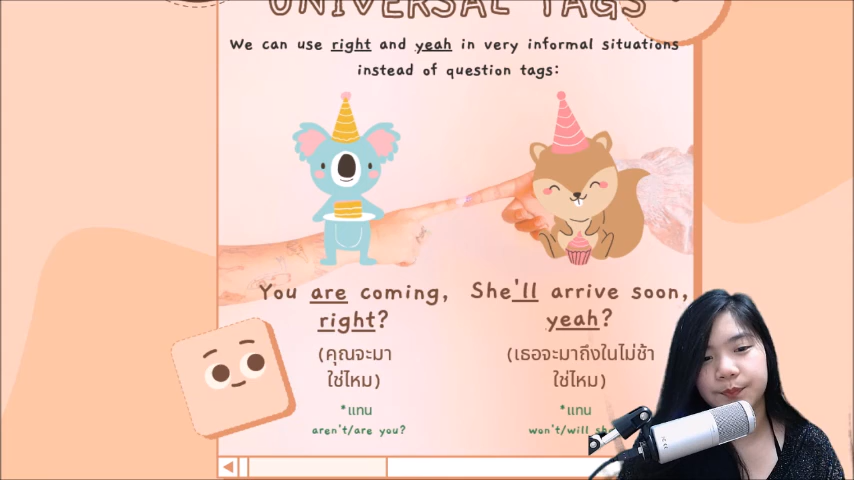 UNIVERSAL TAGS
We can use right and yeah in very informal situations
instead of question tags:
You are coming,
right?
(คุณจะมา
ใช่ไหม)
*แทน
aren't/are you?
She'll arrive soon,
yeah?
(เธอจะมาถึงในไม่ช้า
ใช่ไหม)
*แทน
won't/will